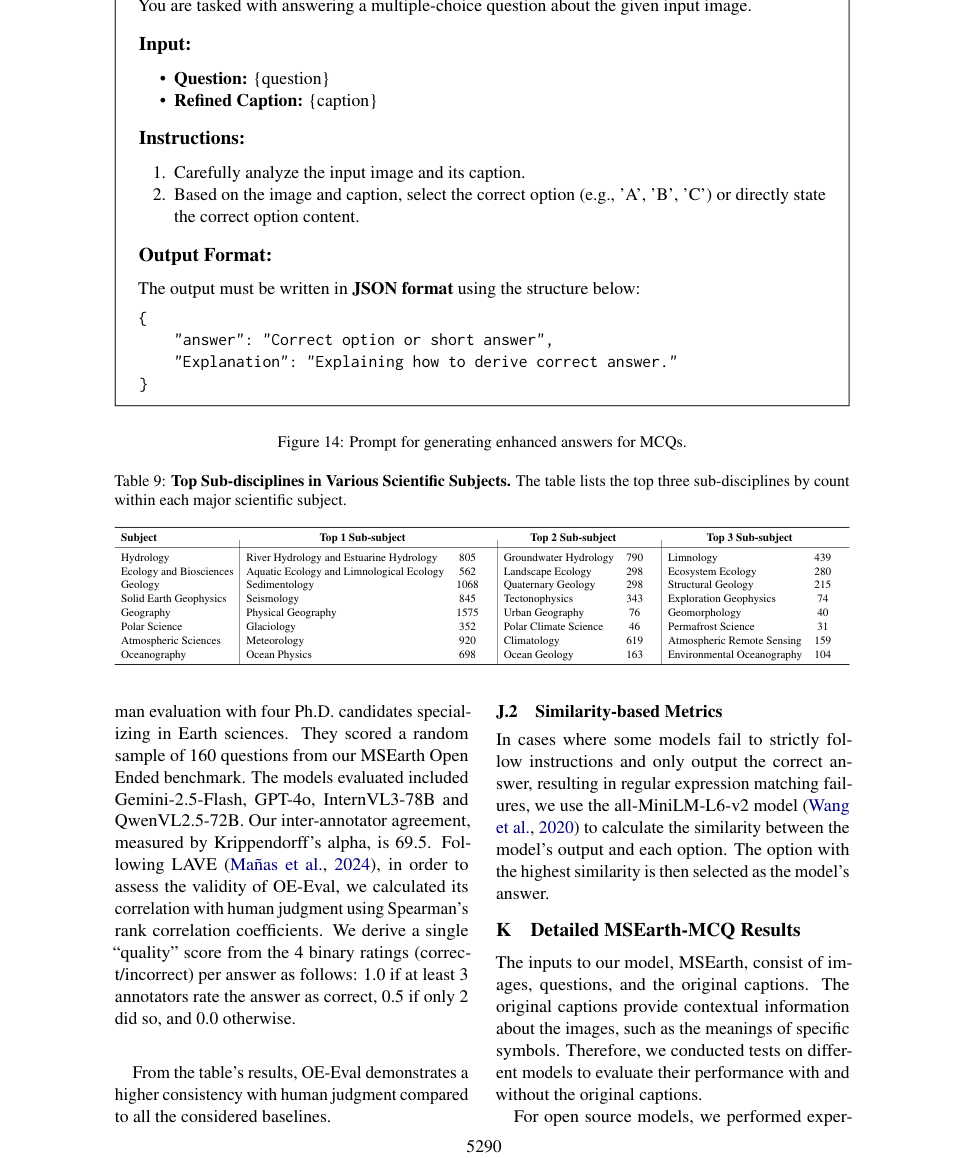 You are tasked with answering a multiple-choice question about the given input image.
Input:
• Question: {question}
• Refined Caption: {caption}
Instructions:
1. Carefully analyze the input image and its caption.
2. Based on the image and caption, select the correct option (e.g., ’A’, ’B’, ’C’) or directly state
the correct option content.
Output Format:
The output must be written in JSON format using the structure below:
{
"answer": "Correct option or short answer",
"Explanation": "Explaining how to derive correct answer."
}
Figure 14: Prompt for generating enhanced answers for MCQs.
Table 9: Top Sub-disciplines in Various Scientific Subjects. The table lists the top three sub-disciplines by count
within each major scientific subject.
Subject Top 1 Sub-subject Top 2 Sub-subject Top 3 Sub-subject
Hydrology River Hydrology and Estuarine Hydrology 805 Groundwater Hydrology 790 Limnology 439
Ecology and Biosciences Aquatic Ecology and Limnological Ecology 562 Landscape Ecology 298 Ecosystem Ecology 280
Geology Sedimentology 1068 Quaternary Geology 298 Structural Geology 215
Solid Earth Geophysics Seismology 845 Tectonophysics 343 Exploration Geophysics 74
Geography Physical Geography 1575 Urban Geography 76 Geomorphology 40
Polar Science Glaciology 352 Polar Climate Science 46 Permafrost Science 31
Atmospheric Sciences Meteorology 920 Climatology 619 Atmospheric Remote Sensing 159
Oceanography Ocean Physics 698 Ocean Geology 163 Environmental Oceanography 104
man evaluation with four Ph.D. candidates special-
izing in Earth sciences. They scored a random
sample of 160 questions from our MSEarth Open
Ended benchmark. The models evaluated included
Gemini-2.5-Flash, GPT-4o, InternVL3-78B and
QwenVL2.5-72B. Our inter-annotator agreement,
measured by Krippendorff’s alpha, is 69.5. Fol-
lowing LAVE (Mañas et al., 2024), in order to
assess the validity of OE-Eval, we calculated its
correlation with human judgment using Spearman’s
rank correlation coefficients. We derive a single
“quality” score from the 4 binary ratings (correc-
t/incorrect) per answer as follows: 1.0 if at least 3
annotators rate the answer as correct, 0.5 if only 2
did so, and 0.0 otherwise.
From the table’s results, OE-Eval demonstrates a
higher consistency with human judgment compared
to all the considered baselines.
J.2 Similarity-based Metrics
In cases where some models fail to strictly fol-
low instructions and only output the correct an-
swer, resulting in regular expression matching fail-
ures, we use the all-MiniLM-L6-v2 model (Wang
et al., 2020) to calculate the similarity between the
model’s output and each option. The option with
the highest similarity is then selected as the model’s
answer.
K Detailed MSEarth-MCQ Results
The inputs to our model, MSEarth, consist of im-
ages, questions, and the original captions. The
original captions provide contextual information
about the images, such as the meanings of specific
symbols. Therefore, we conducted tests on differ-
ent models to evaluate their performance with and
without the original captions.
For open source models, we performed exper-
5290